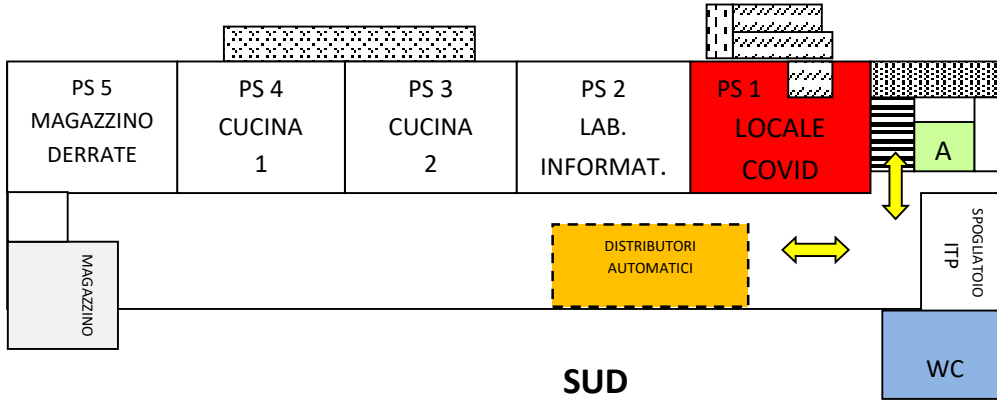 PS 5
MAGAZZINO
DERRATE
PS 4
CUCINA
1
PS 3
CUCINA
2
PS 2
LAB.
INFORMAT.
PS 1
LOCALE
COVID
A
DISTRIBUTORI
AUTOMATICI
SPOGLIATOIO
ITP
MAGAZZINO
WC
SUD